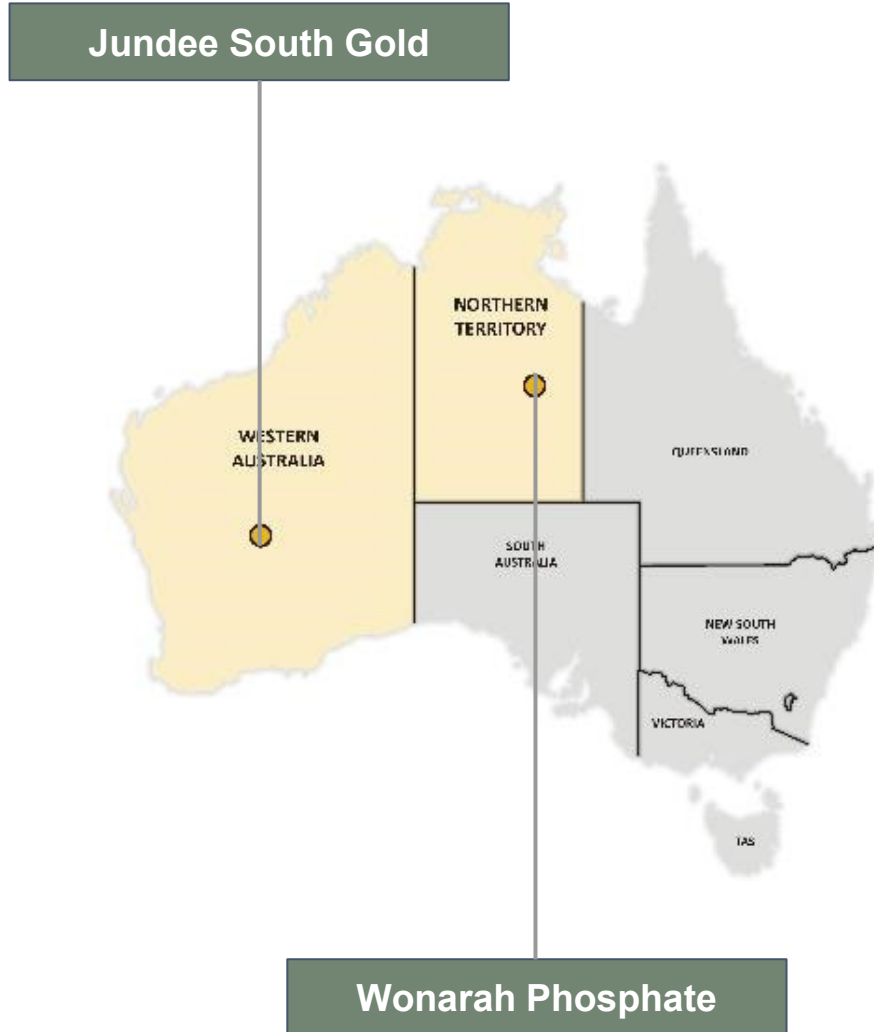 Jundee South Gold
NORTHERN
TERRITORY
WESTERN
AUSTRALIA
QUEENSLAND
SOUTH
AUSTRALIA
NEW SOUTH
WALES
VICTORIA
TAS
Wonarah Phosphate